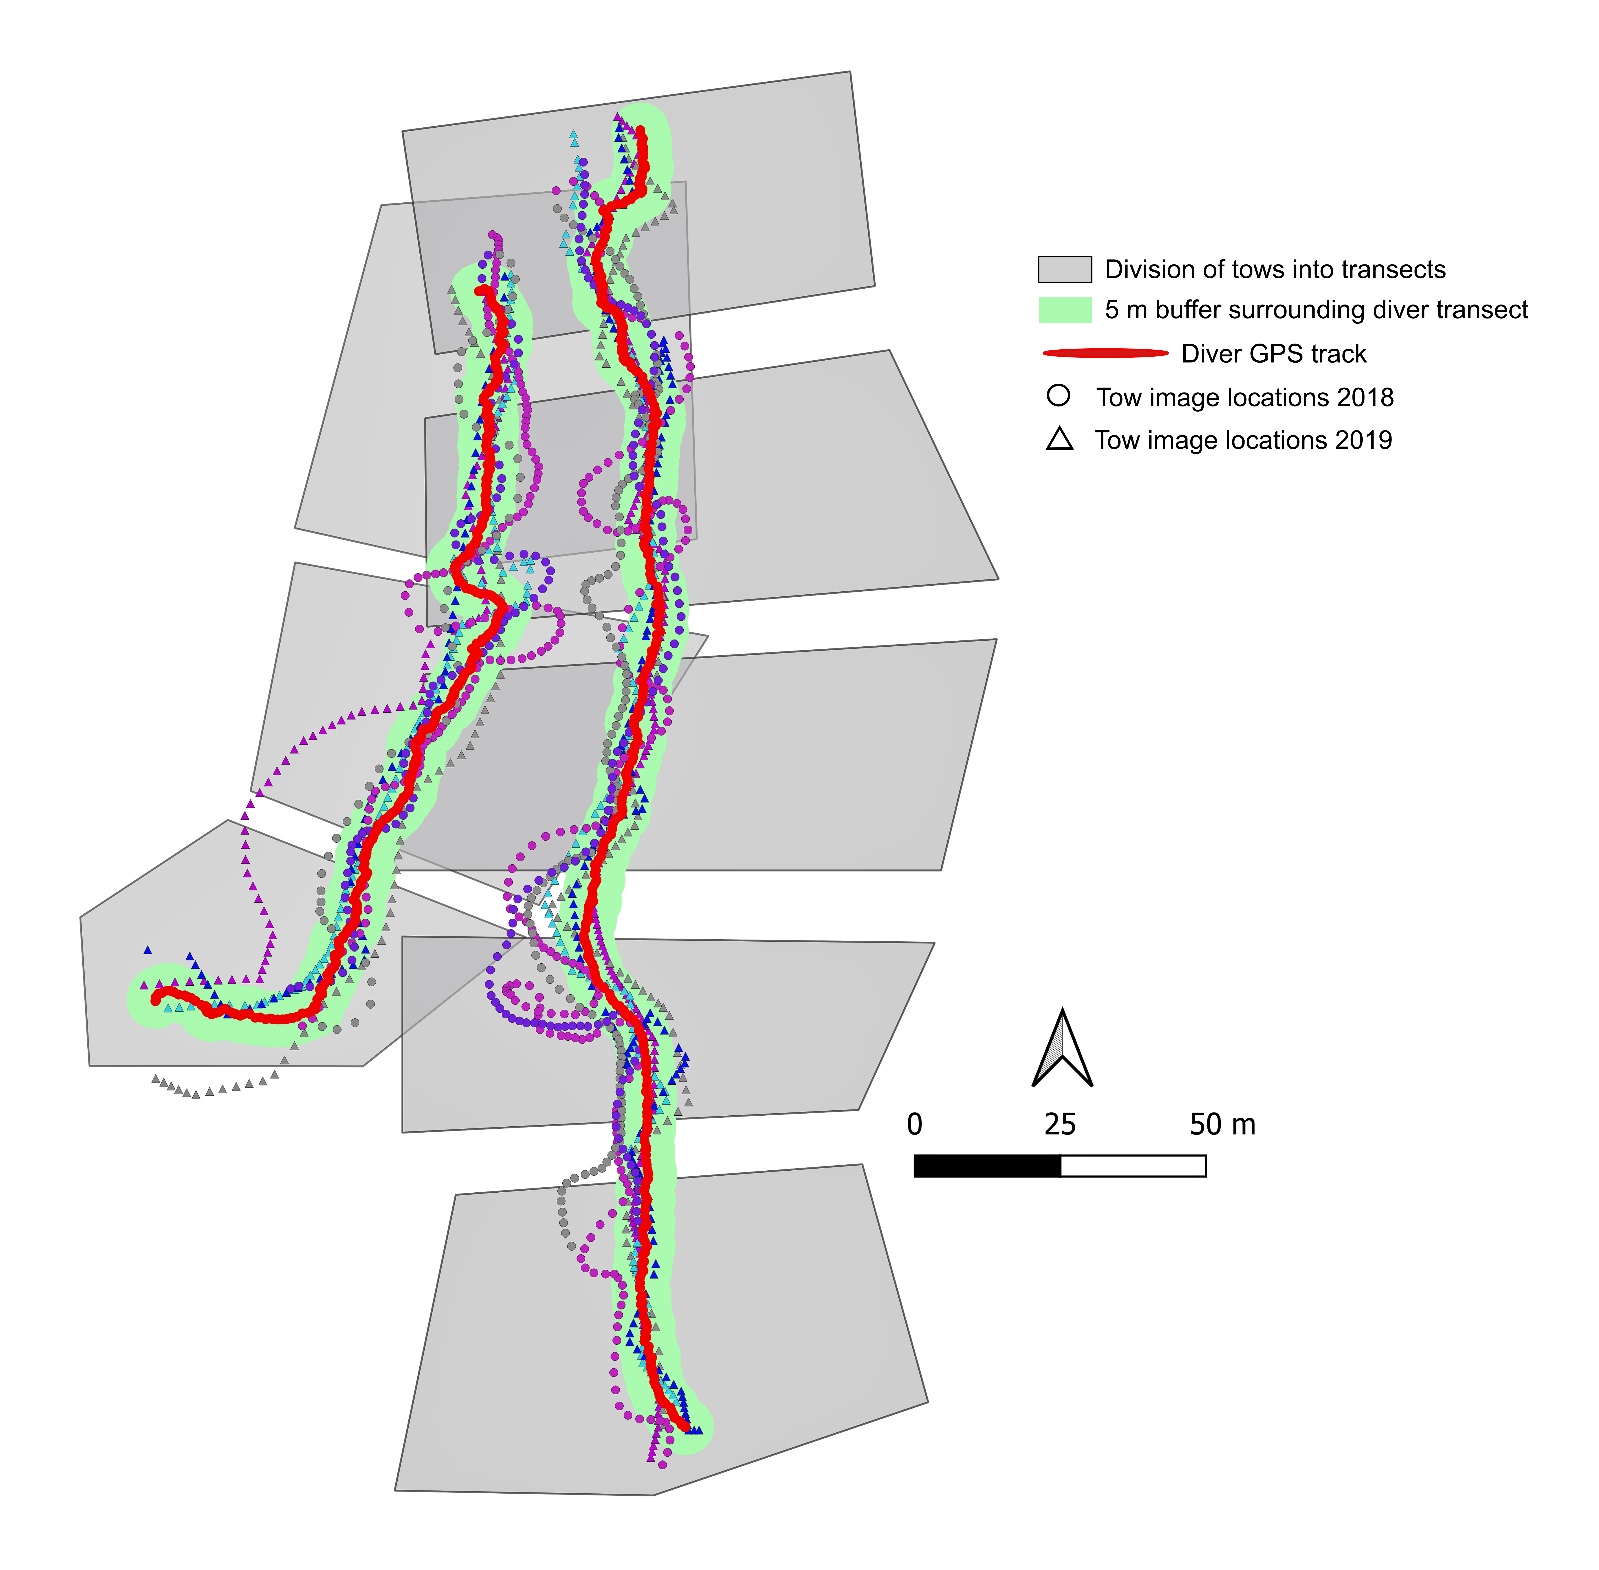 Division of tows into transects
5 m buffer surrounding diver transect
Diver GPS track
Tow image locations 2018
Tow image locations 2019
0 25 50 m